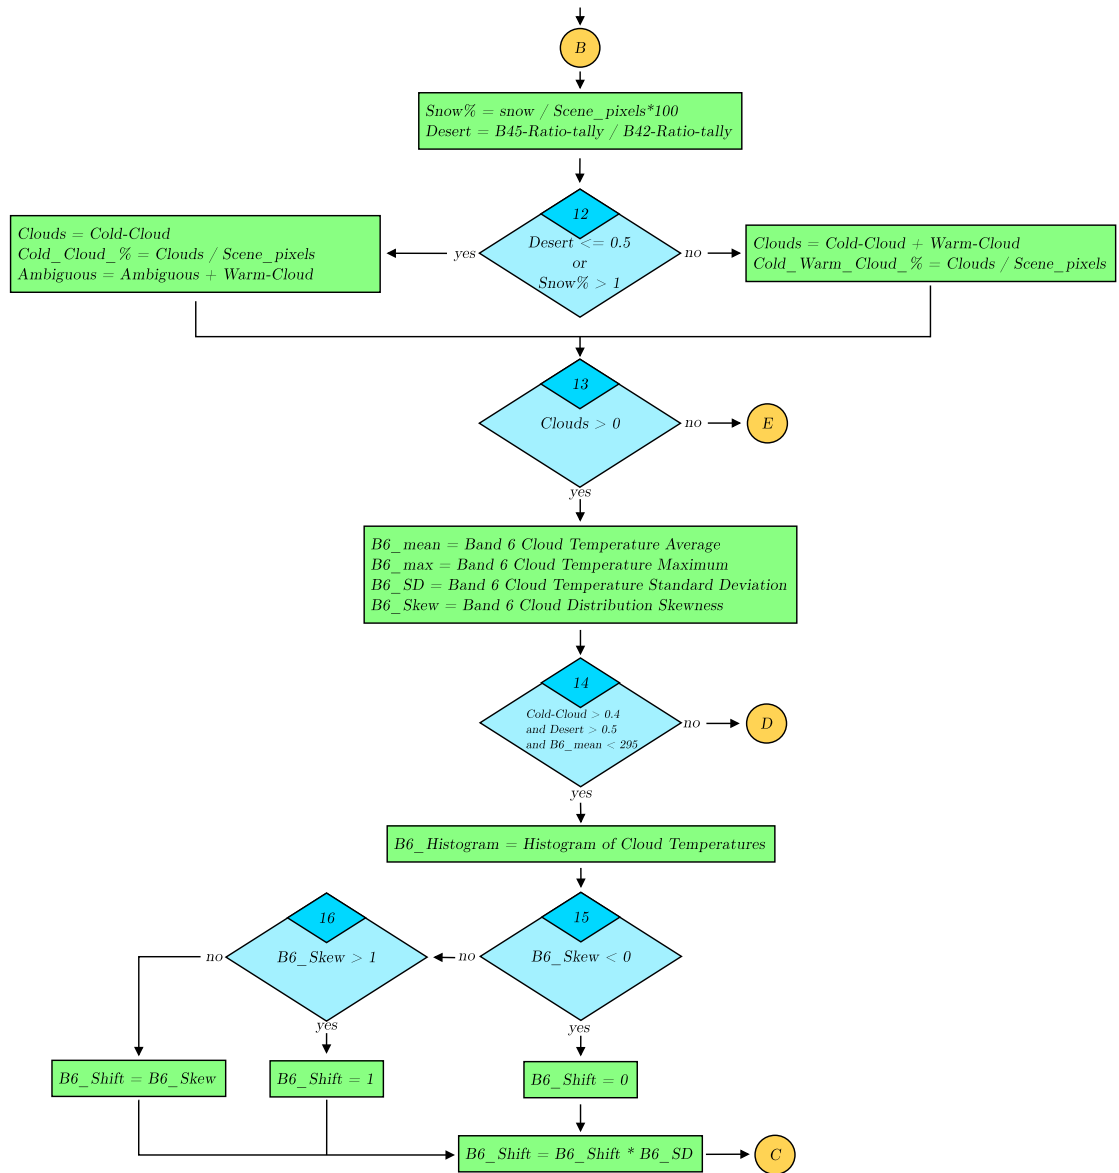 B
Snow% = snow / Scene_pixels*100
Desert = B45-Ratio-tally / B42-Ratio-tally
12
Desert <= 0.5
or
Snow% > 1
yes
no
Clouds = Cold-Cloud
Cold_Cloud_% = Clouds / Scene_pixels
Ambiguous = Ambiguous + Warm-Cloud
Clouds = Cold-Cloud + Warm-Cloud
Cold_Warm_Cloud_% = Clouds / Scene_pixels
13
Clouds > 0
no
E
yes
B6_mean = Band 6 Cloud Temperature Average
B6_max = Band 6 Cloud Temperature Maximum
B6_SD = Band 6 Cloud Temperature Standard Deviation
B6_Skew = Band 6 Cloud Distribution Skewness
14
Cold-Cloud > 0.4
and Desert > 0.5
and B6_mean < 295
no
D
yes
B6_Histogram = Histogram of Cloud Temperatures
15
B6_Skew < 0
no
yes
16
B6_Skew > 1
no
yes
B6_Shift = B6_Skew
B6_Shift = 1
B6_Shift = 0
B6_Shift = B6_Shift * B6_SD
C